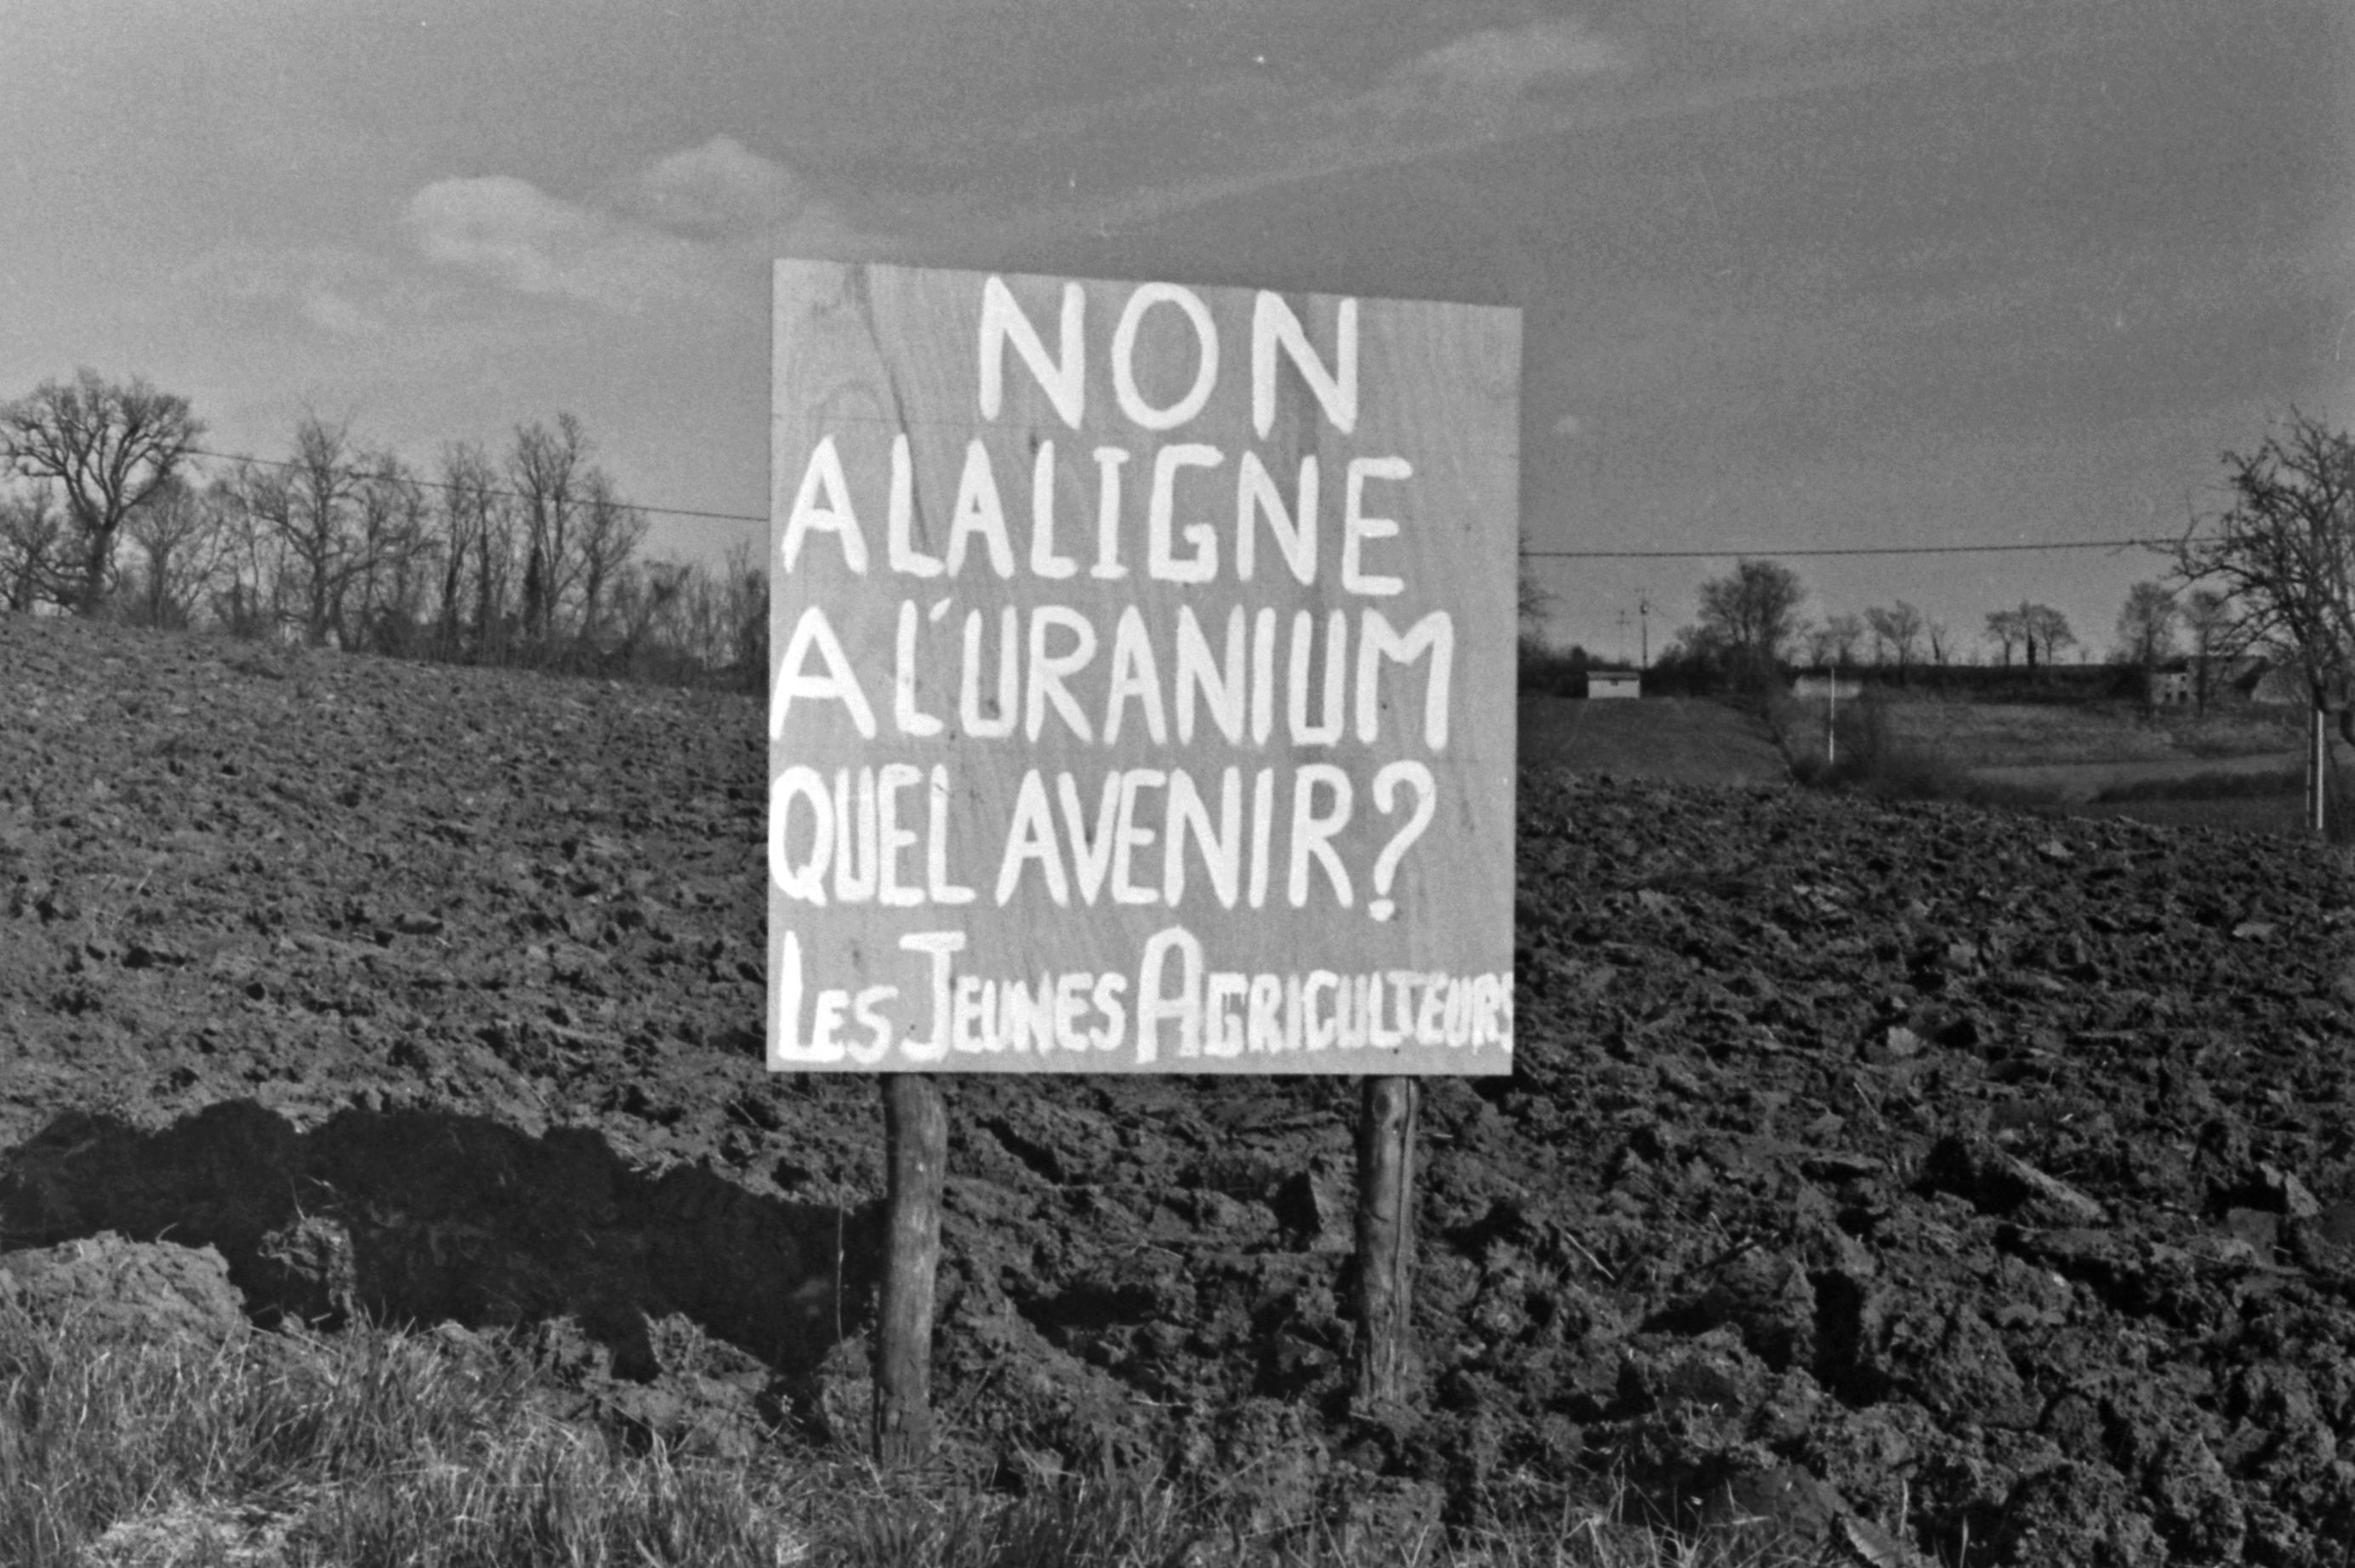 NON
A LA LIGNE
A L'URANIUM
QUEL AVENIR?
LES JEUNES AGRICULTEURS